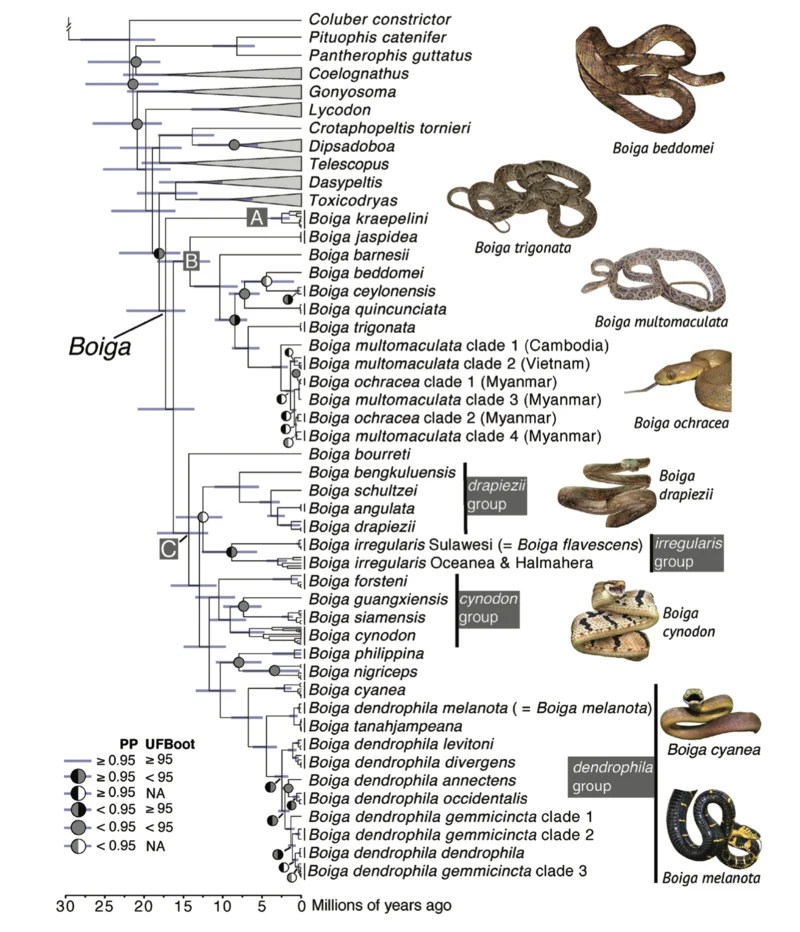 Coluber constrictor
Pituophis catenifer
Pantherophis guttatus
Coelognathus
Gonyosoma
Lycodon
Crotaphopeltis tornieri
Dipsadoboa
Telescopus
Dasypeltis
Toxicodryas
A
Boiga kraepelini
Boiga jaspidea
B
Boiga barnesii
Boiga beddomei
Boiga ceylonensis
Boiga quincunciata
Boiga trigonata
Boiga
Boiga multomaculata clade 1 (Cambodia)
Boiga multomaculata clade 2 (Vietnam)
Boiga ochracea clade 1 (Myanmar)
Boiga multomaculata clade 3 (Myanmar)
Boiga ochracea clade 2 (Myanmar)
Boiga multomaculata clade 4 (Myanmar)
Boiga bourreti
Boiga bengkuluensis
Boiga schultzei
Boiga angulata
Boiga drapiezii
drapiezii
group
C
Boiga irregularis Sulawesi (= Boiga flavescens)
Boiga irregularis Oceanea & Halmahera
irregularis
group
Boiga forsteni
Boiga guangxiensis
Boiga siamensis
Boiga cynodon
cynodon
group
Boiga philippina
Boiga nigriceps
Boiga cyanea
Boiga dendrophila melanota ( = Boiga melanota)
Boiga tanahjampeana
Boiga dendrophila levitoni
Boiga dendrophila divergens
Boiga dendrophila annectens
Boiga dendrophila occidentalis
Boiga dendrophila gemmicincta clade 1
Boiga dendrophila gemmicincta clade 2
Boiga dendrophila dendrophila
Boiga dendrophila gemmicincta clade 3
dendrophila
group
Boiga beddomei
Boiga trigonata
Boiga multomaculata
Boiga ochracea
Boiga
drapiezii
Boiga
cynodon
Boiga cyanea
Boiga melanota
PP UFBoot
≥ 0.95 ≥ 95
≥ 0.95 < 95
≥ 0.95 NA
< 0.95 ≥ 95
< 0.95 < 95
< 0.95 NA
30 25 20 15 10 5 0 Millions of years ago